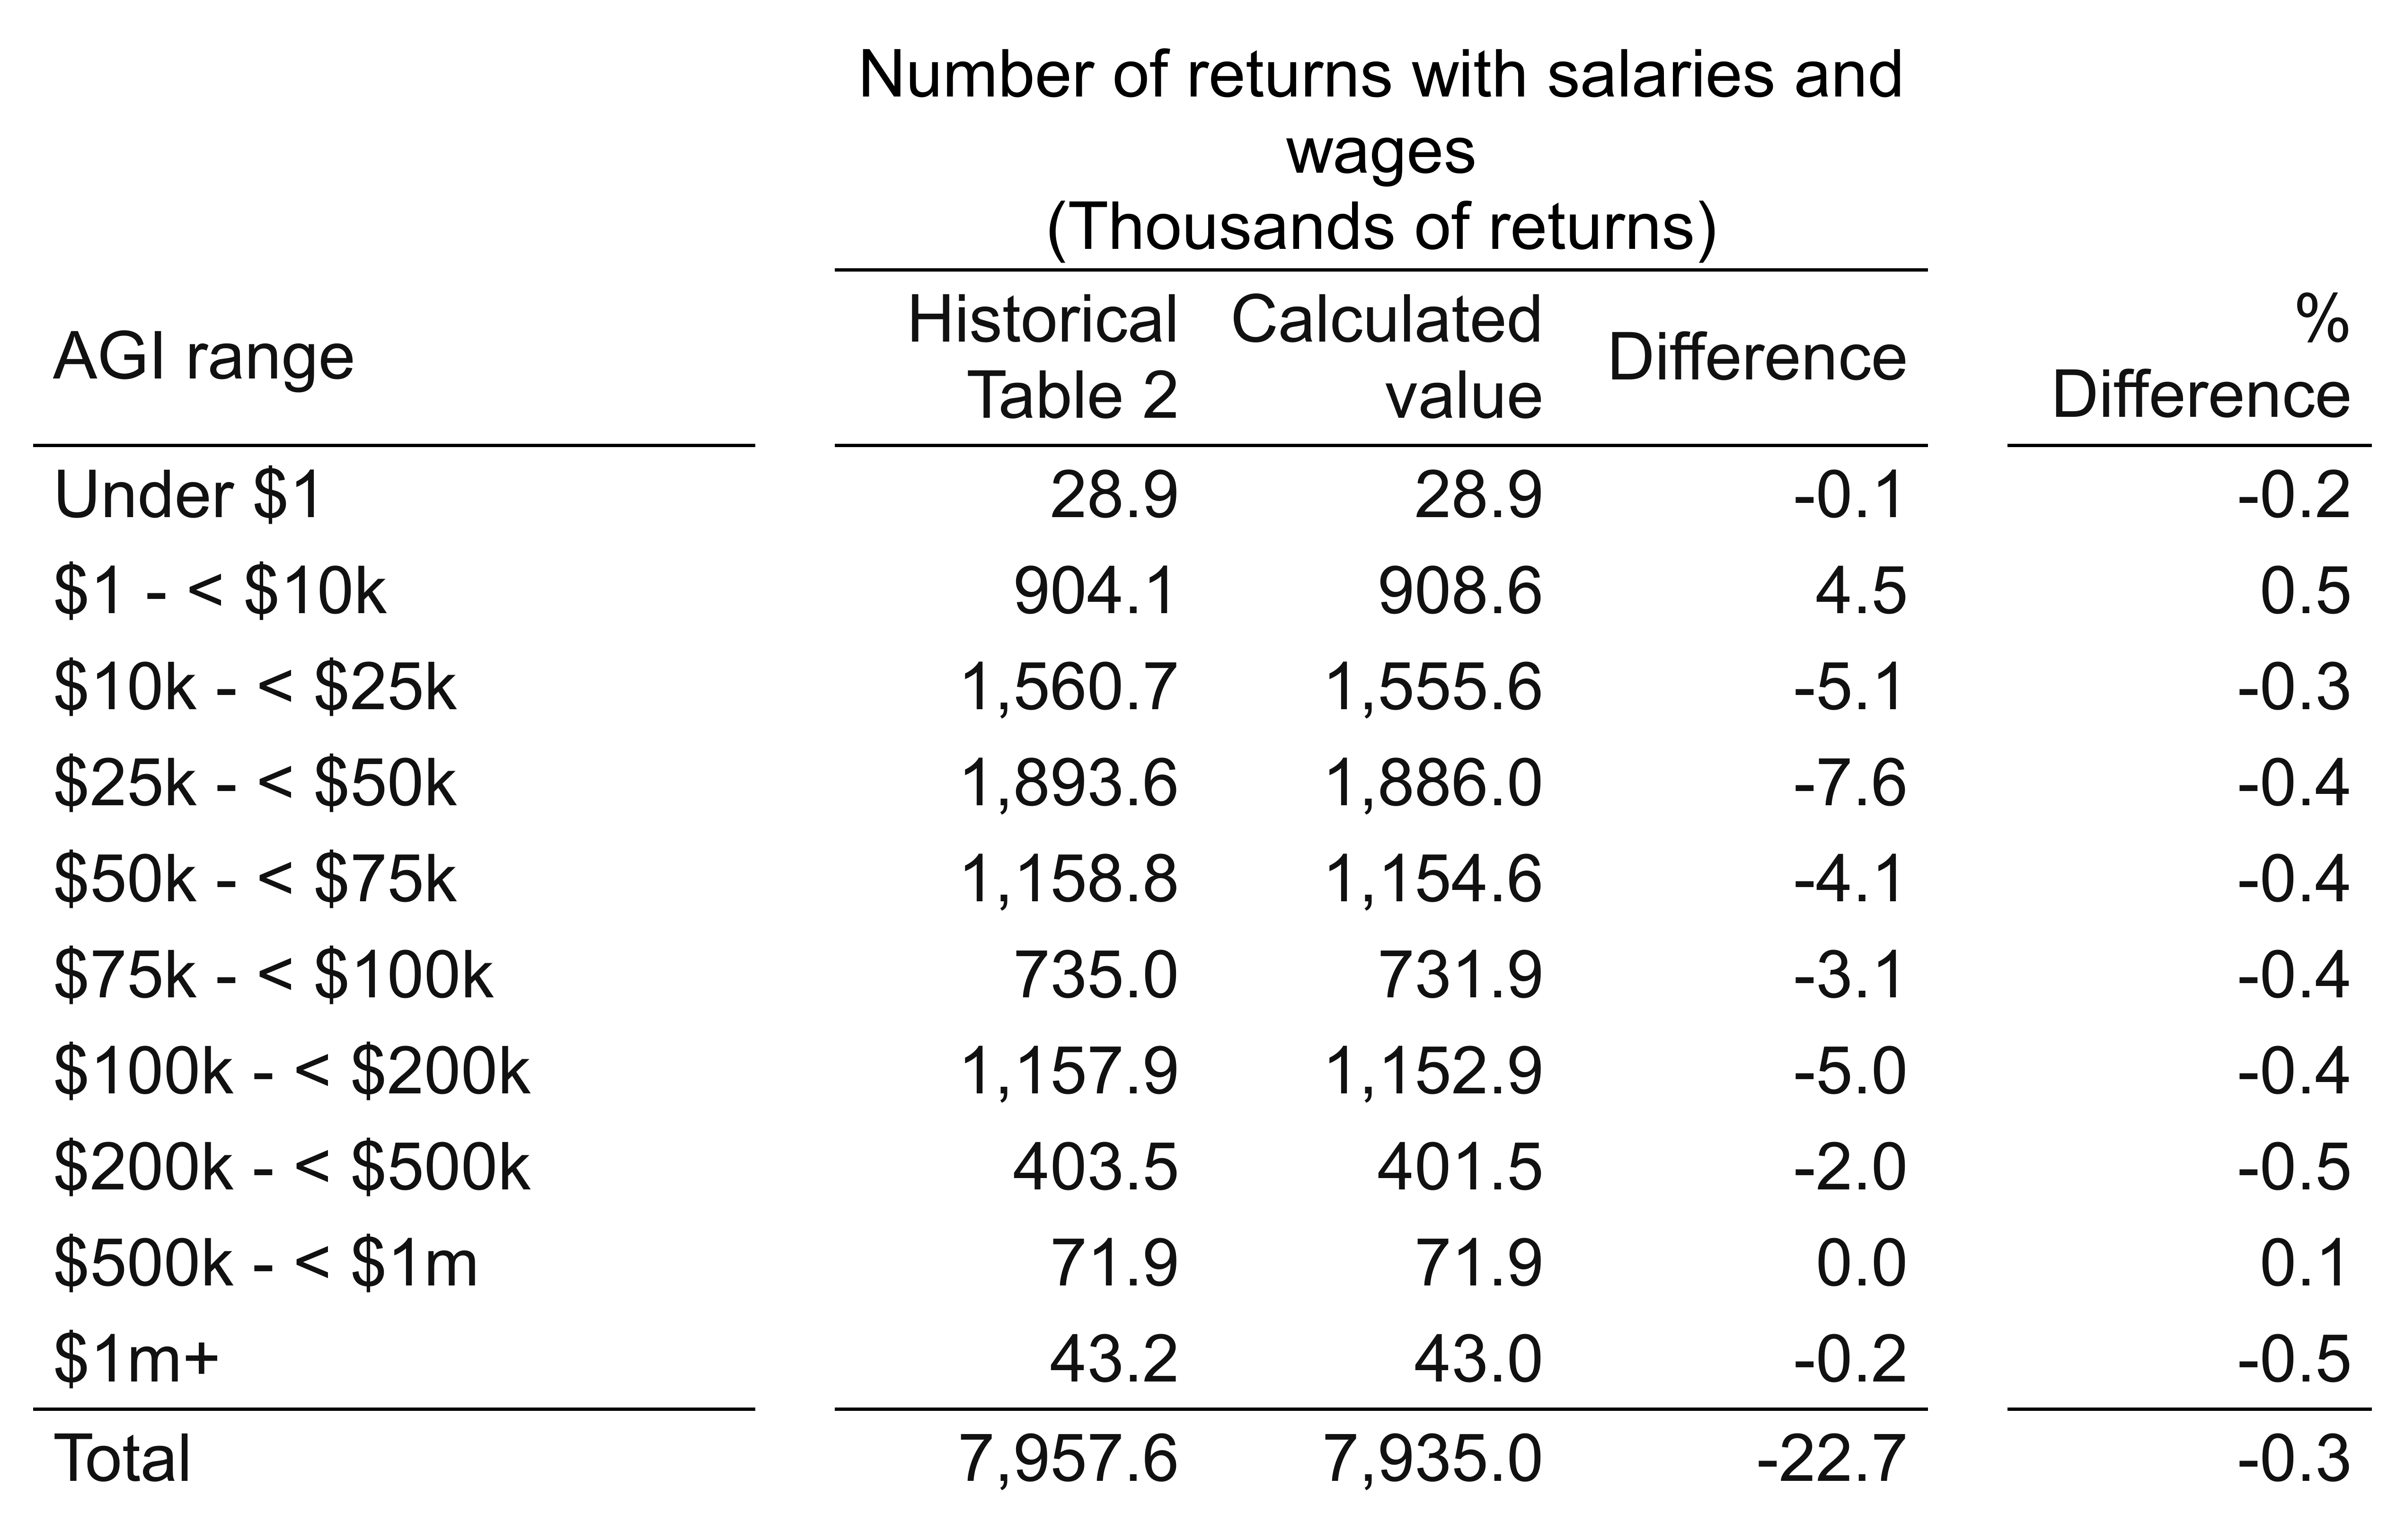 Number of returns with salaries and
wages
(Thousands of returns)
AGI range Historical Table 2 Calculated value Difference % Difference
Under $1 28.9 28.9 -0.1 -0.2
$1 - < $10k 904.1 908.6 4.5 0.5
$10k - < $25k 1,560.7 1,555.6 -5.1 -0.3
$25k - < $50k 1,893.6 1,886.0 -7.6 -0.4
$50k - < $75k 1,158.8 1,154.6 -4.1 -0.4
$75k - < $100k 735.0 731.9 -3.1 -0.4
$100k - < $200k 1,157.9 1,152.9 -5.0 -0.4
$200k - < $500k 403.5 401.5 -2.0 -0.5
$500k - < $1m 71.9 71.9 0.0 0.1
$1m+ 43.2 43.0 -0.2 -0.5
Total 7,957.6 7,935.0 -22.7 -0.3